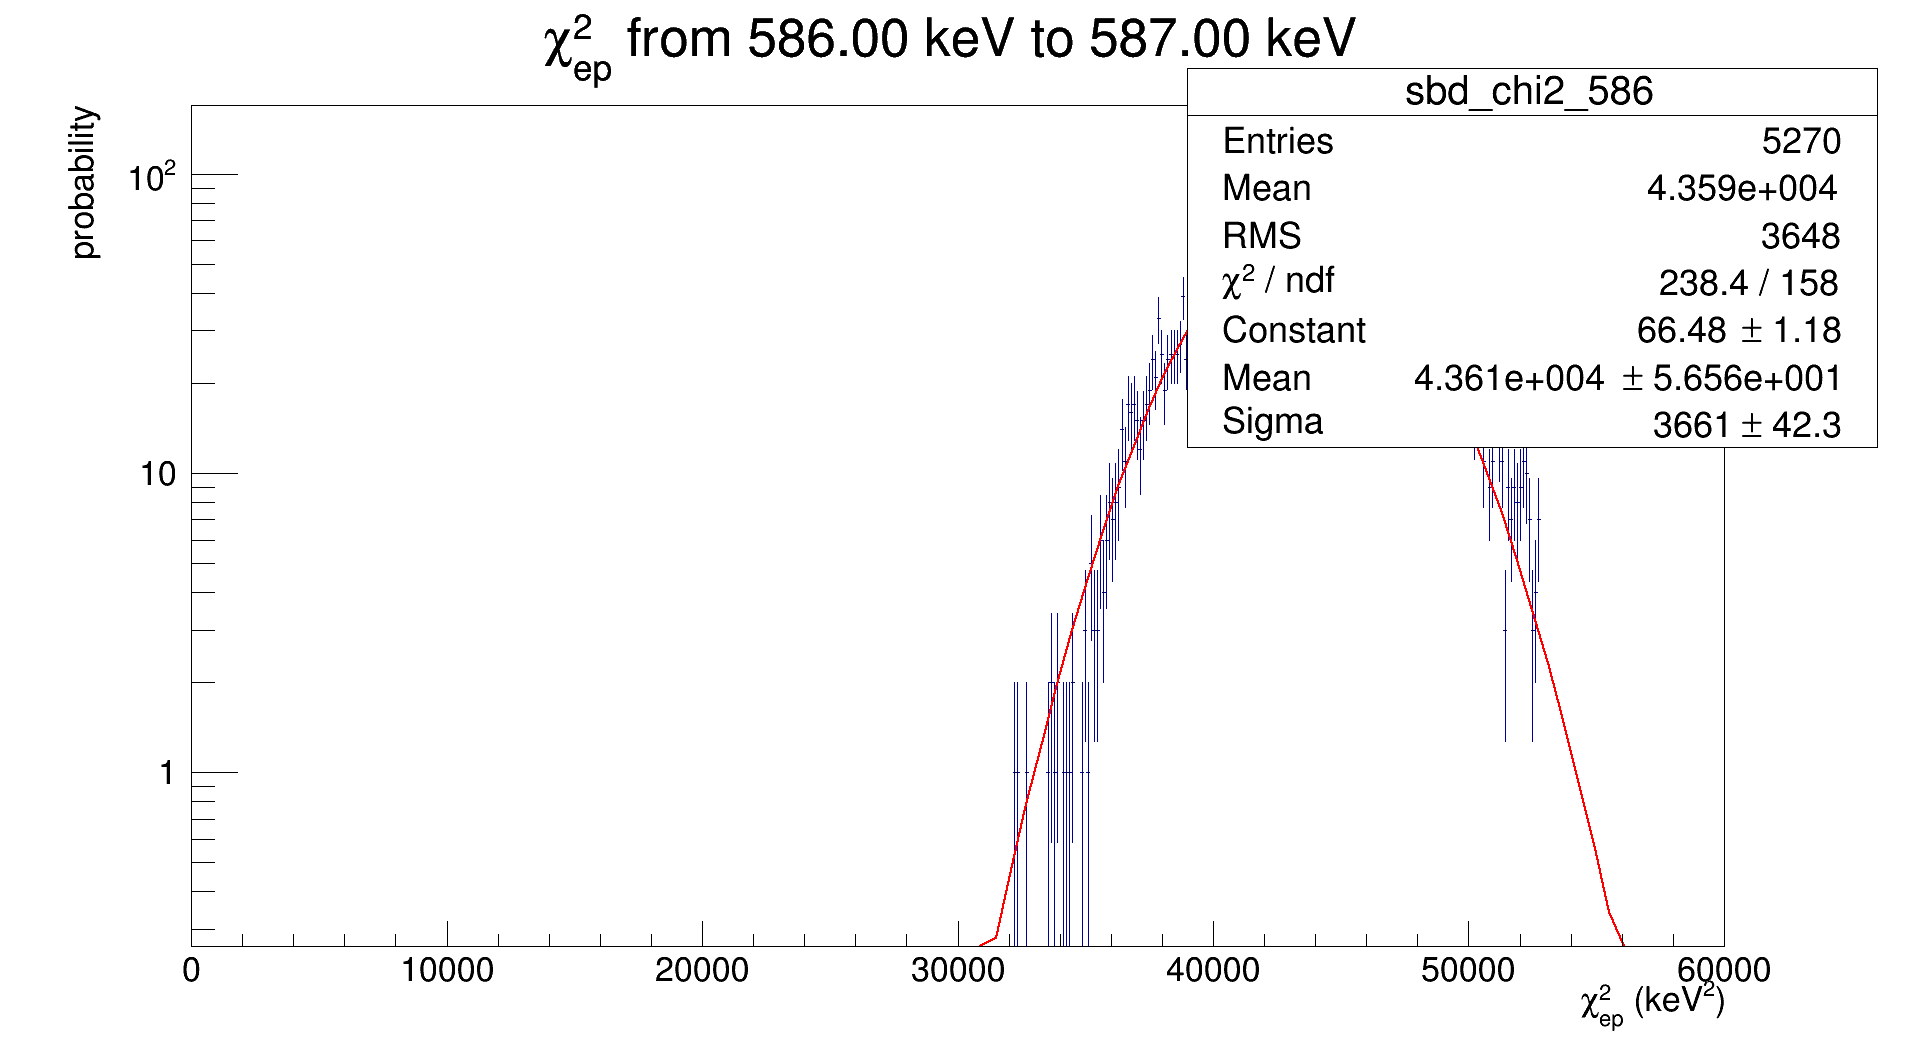 χ²ep from 586.00 keV to 587.00 keV
sbd_chi2_586
Entries 5270
Mean 4.359e+004
RMS 3648
χ² / ndf 238.4 / 158
Constant 66.48 ± 1.18
Mean 4.361e+004 ± 5.656e+001
Sigma 3661 ± 42.3
probability
10²
10
1
0 10000 20000 30000 40000 50000 60000
χ²ep (keV²)